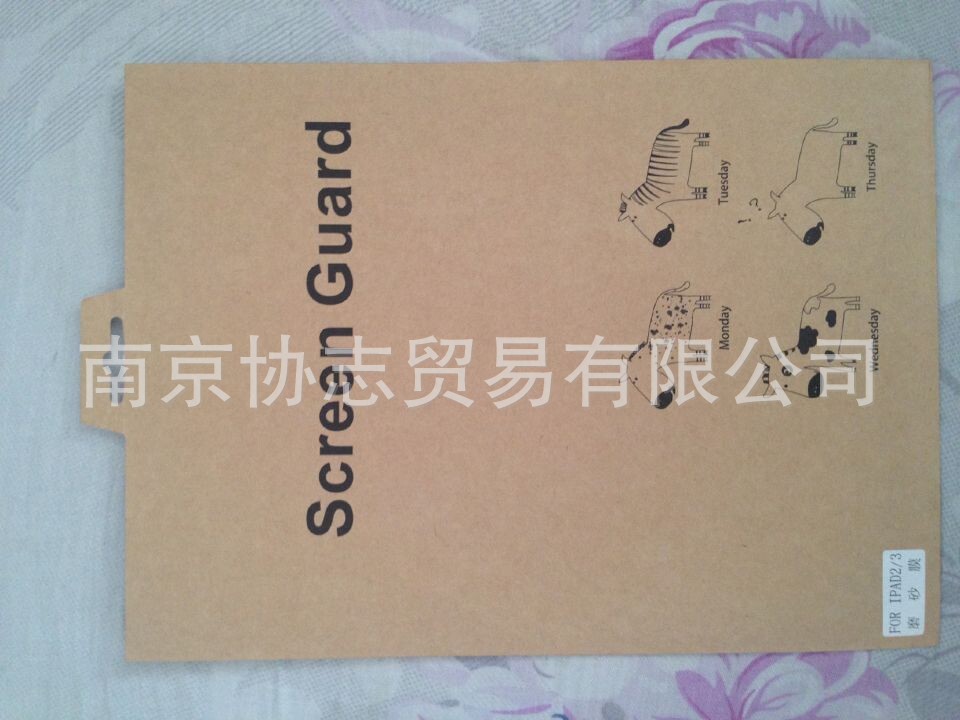 Screen Guard
Monday
Tuesday
Wednesday
Thursday
FOR IPAD2/3
磨砂膜
南京协志贸易有限公司